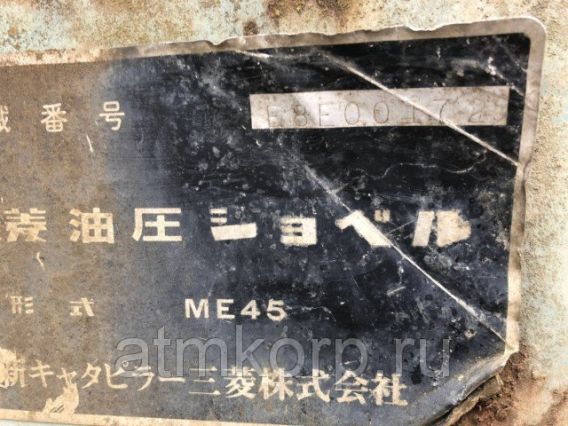 械番号 E8E00172
菱油圧ショベル
形式 ME45
新キャタピラー三菱株式会社
atmkorp.ru